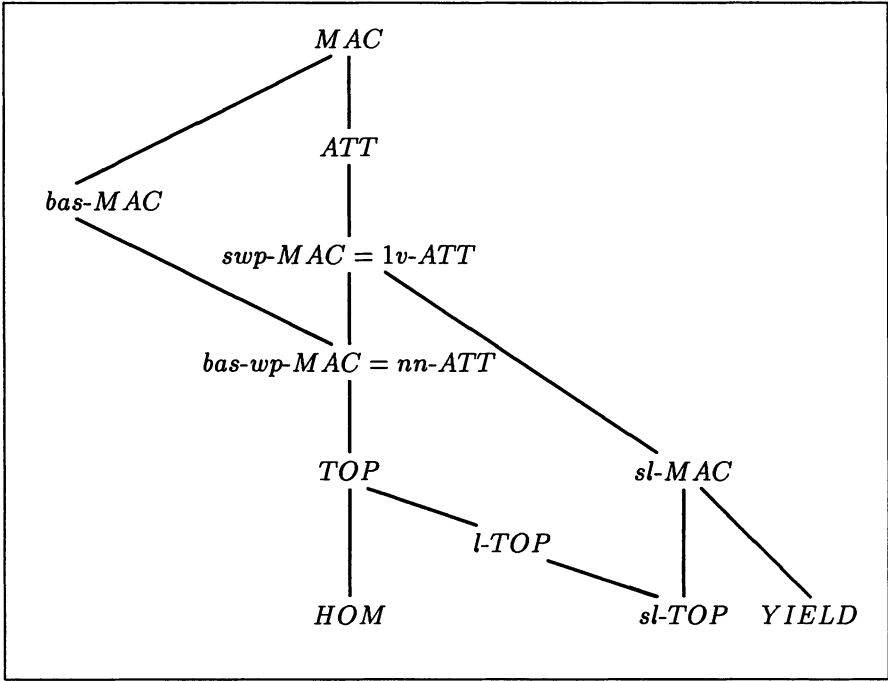 MAC
ATT
bas-MAC
swp-MAC = 1v-ATT
bas-wp-MAC = nn-ATT
TOP
sl-MAC
l-TOP
HOM
sl-TOP
YIELD